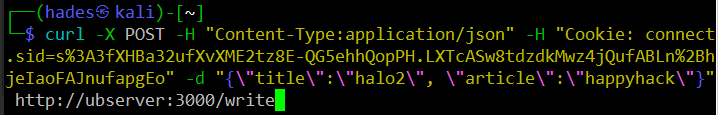 ┌──(hades㉿kali)-[~]
└─$ curl -X POST -H "Content-Type:application/json" -H "Cookie: connect
.sid=s%3A3fXHBa32ufXvXME2tz8E-QG5ehhQopPH.LXTcASw8tdzdkMwz4jQufABLn%2Bh
jeIaoFAJnufapgEo" -d "{\"title\":\"halo2\", \"article\":\"happyhack\"}"
http://ubserver:3000/write